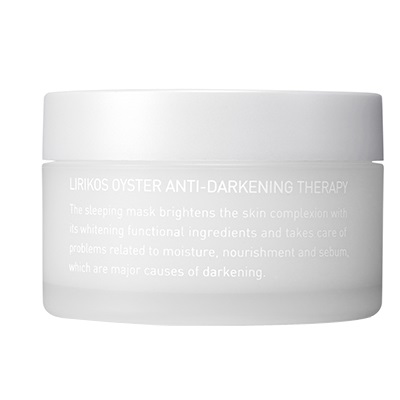 LIRIKOS OYSTER ANTI-DARKENING THERAPY
The sleeping mask brightens the skin complexion with
its whitening functional ingredients and takes care of
problems related to moisture, nourishment and sebum,
which are major causes of darkening.